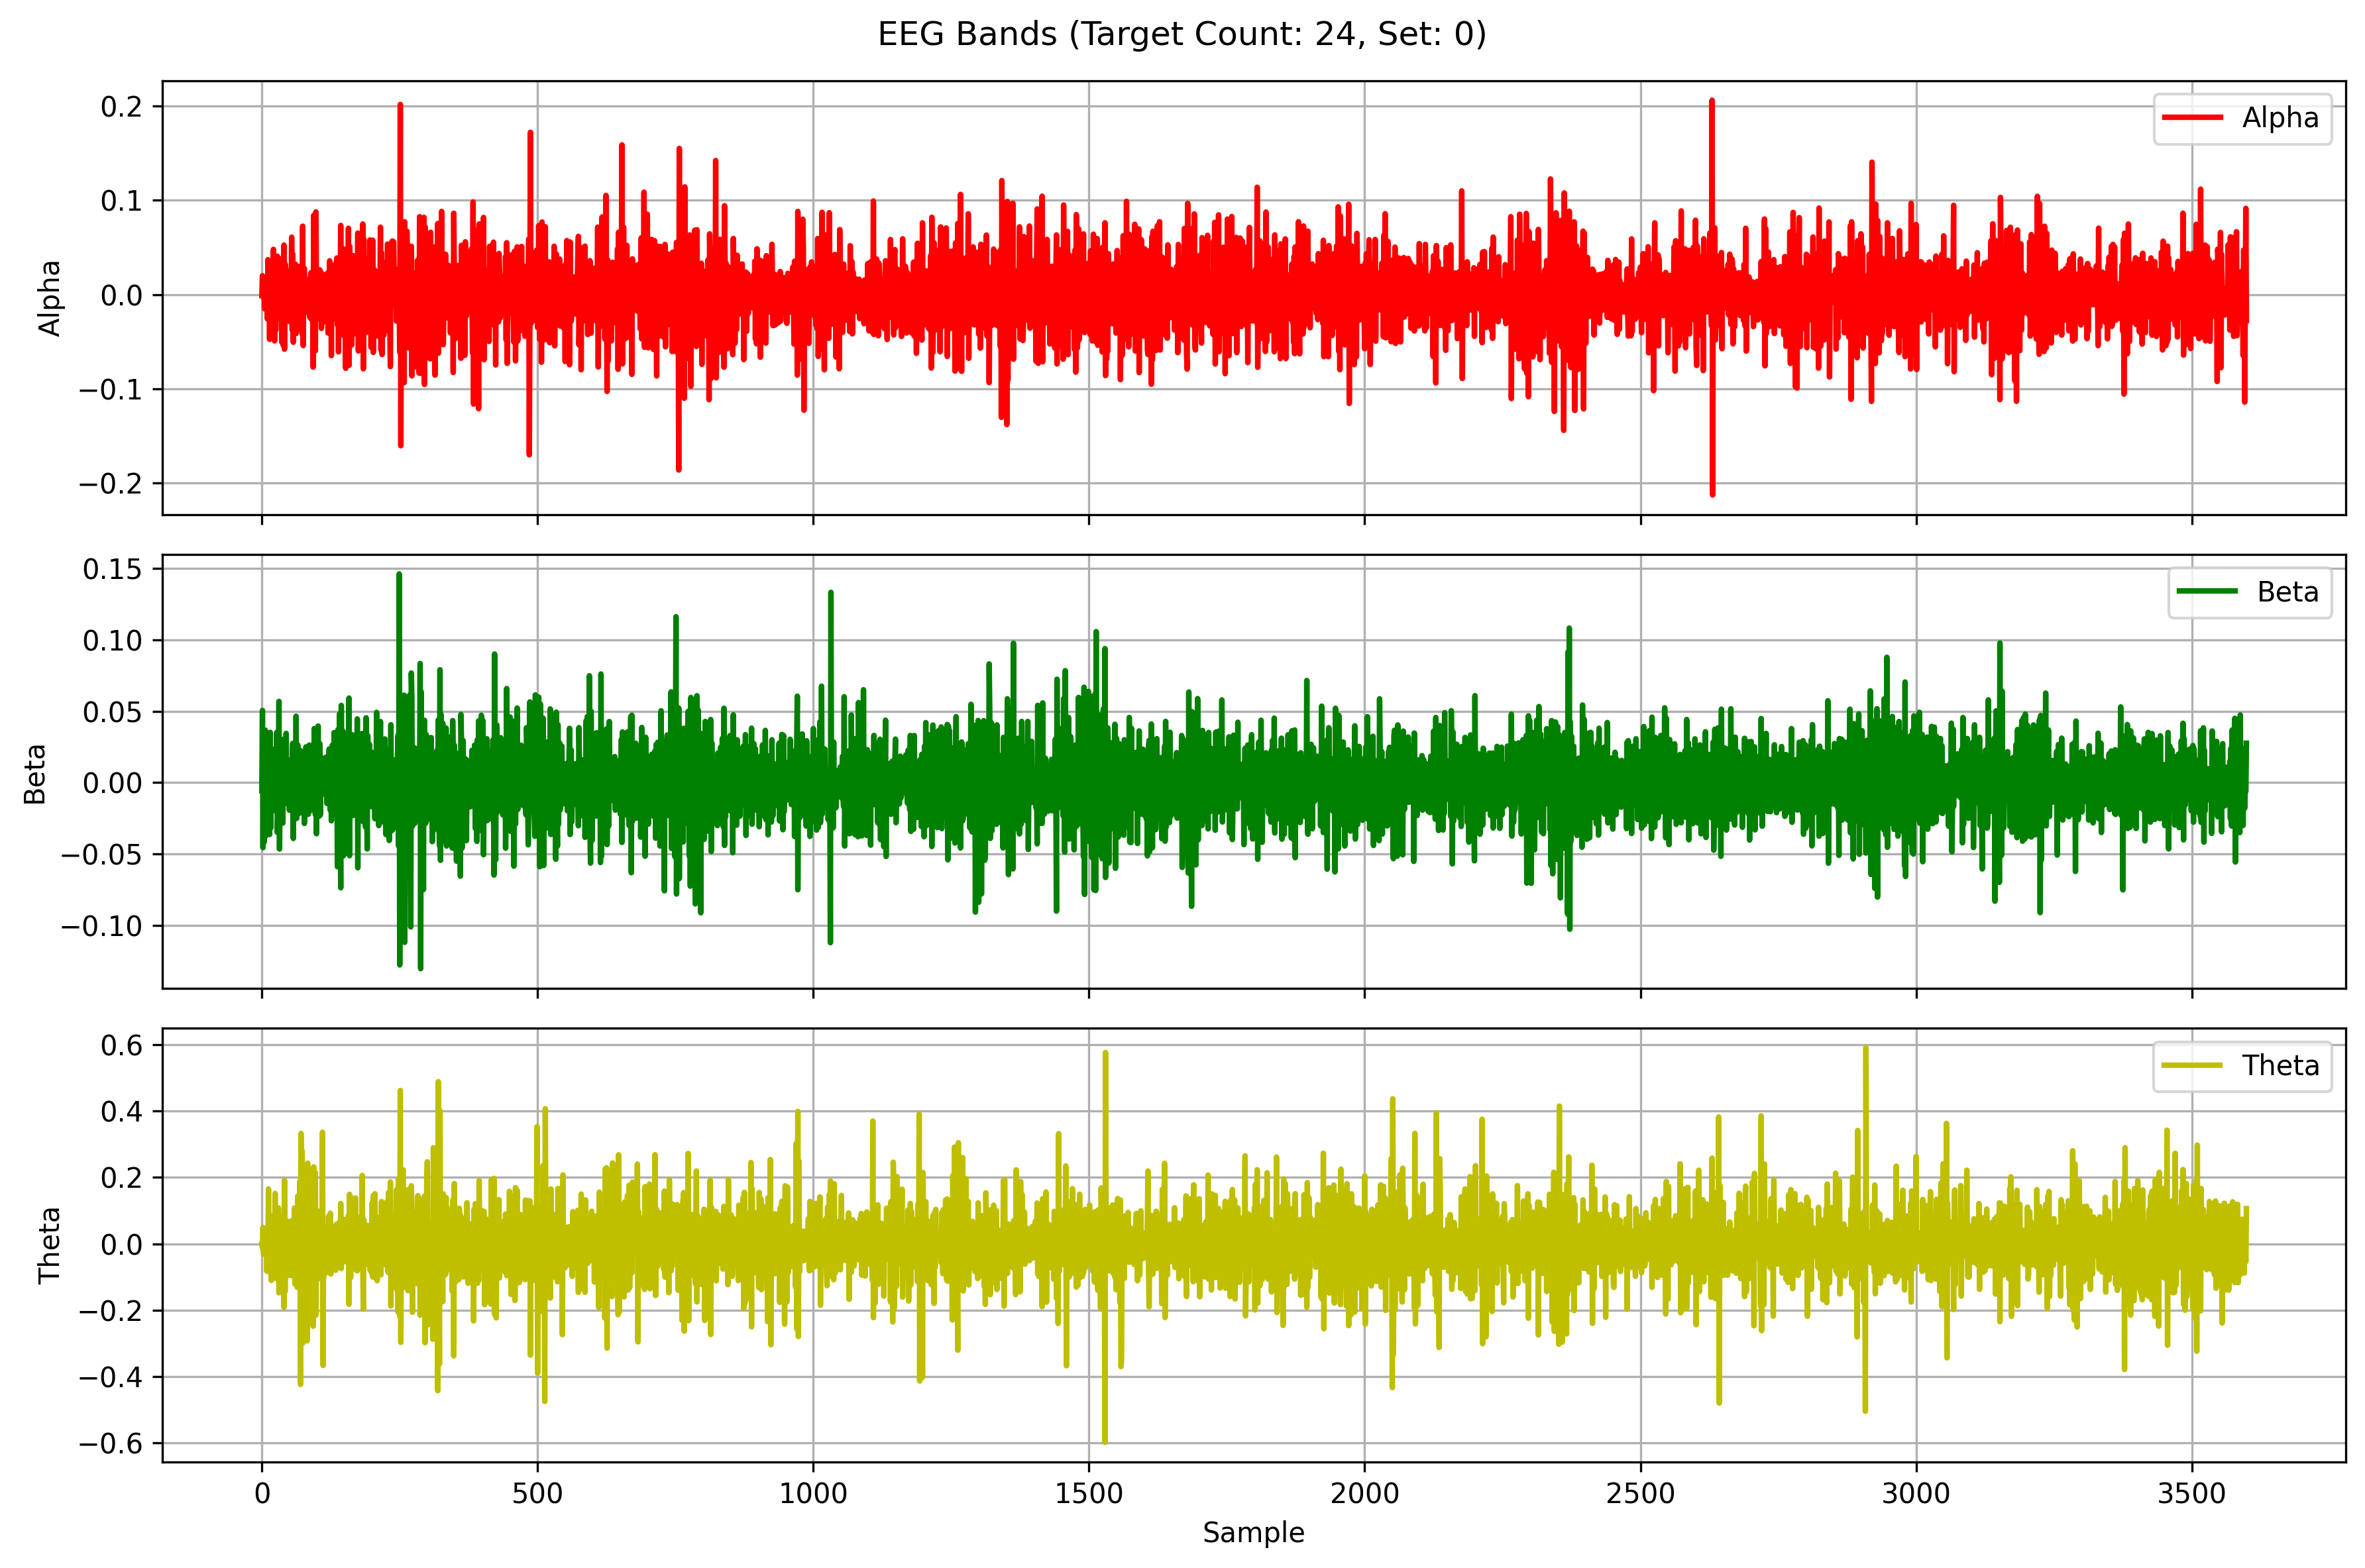 EEG Bands (Target Count: 24, Set: 0)
0.2
0.1
0.0
−0.1
−0.2
Alpha
Alpha
0.15
0.10
0.05
0.00
−0.05
−0.10
Beta
Beta
0.6
0.4
0.2
0.0
−0.2
−0.4
−0.6
Theta
Theta
0 500 1000 1500 2000 2500 3000 3500
Sample